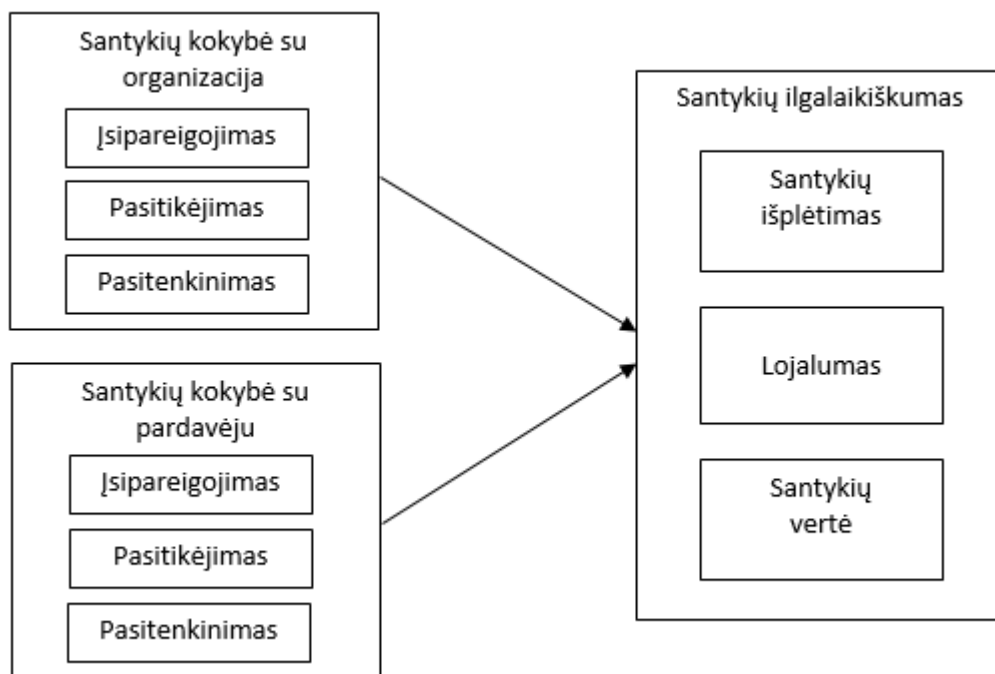 Santykių kokybė su
organizacija
Įsipareigojimas
Pasitikėjimas
Pasitenkinimas
Santykių kokybė su
pardavėju
Įsipareigojimas
Pasitikėjimas
Pasitenkinimas
Santykių ilgalaikiškumas
Santykių
išplėtimas
Lojalumas
Santykių
vertė